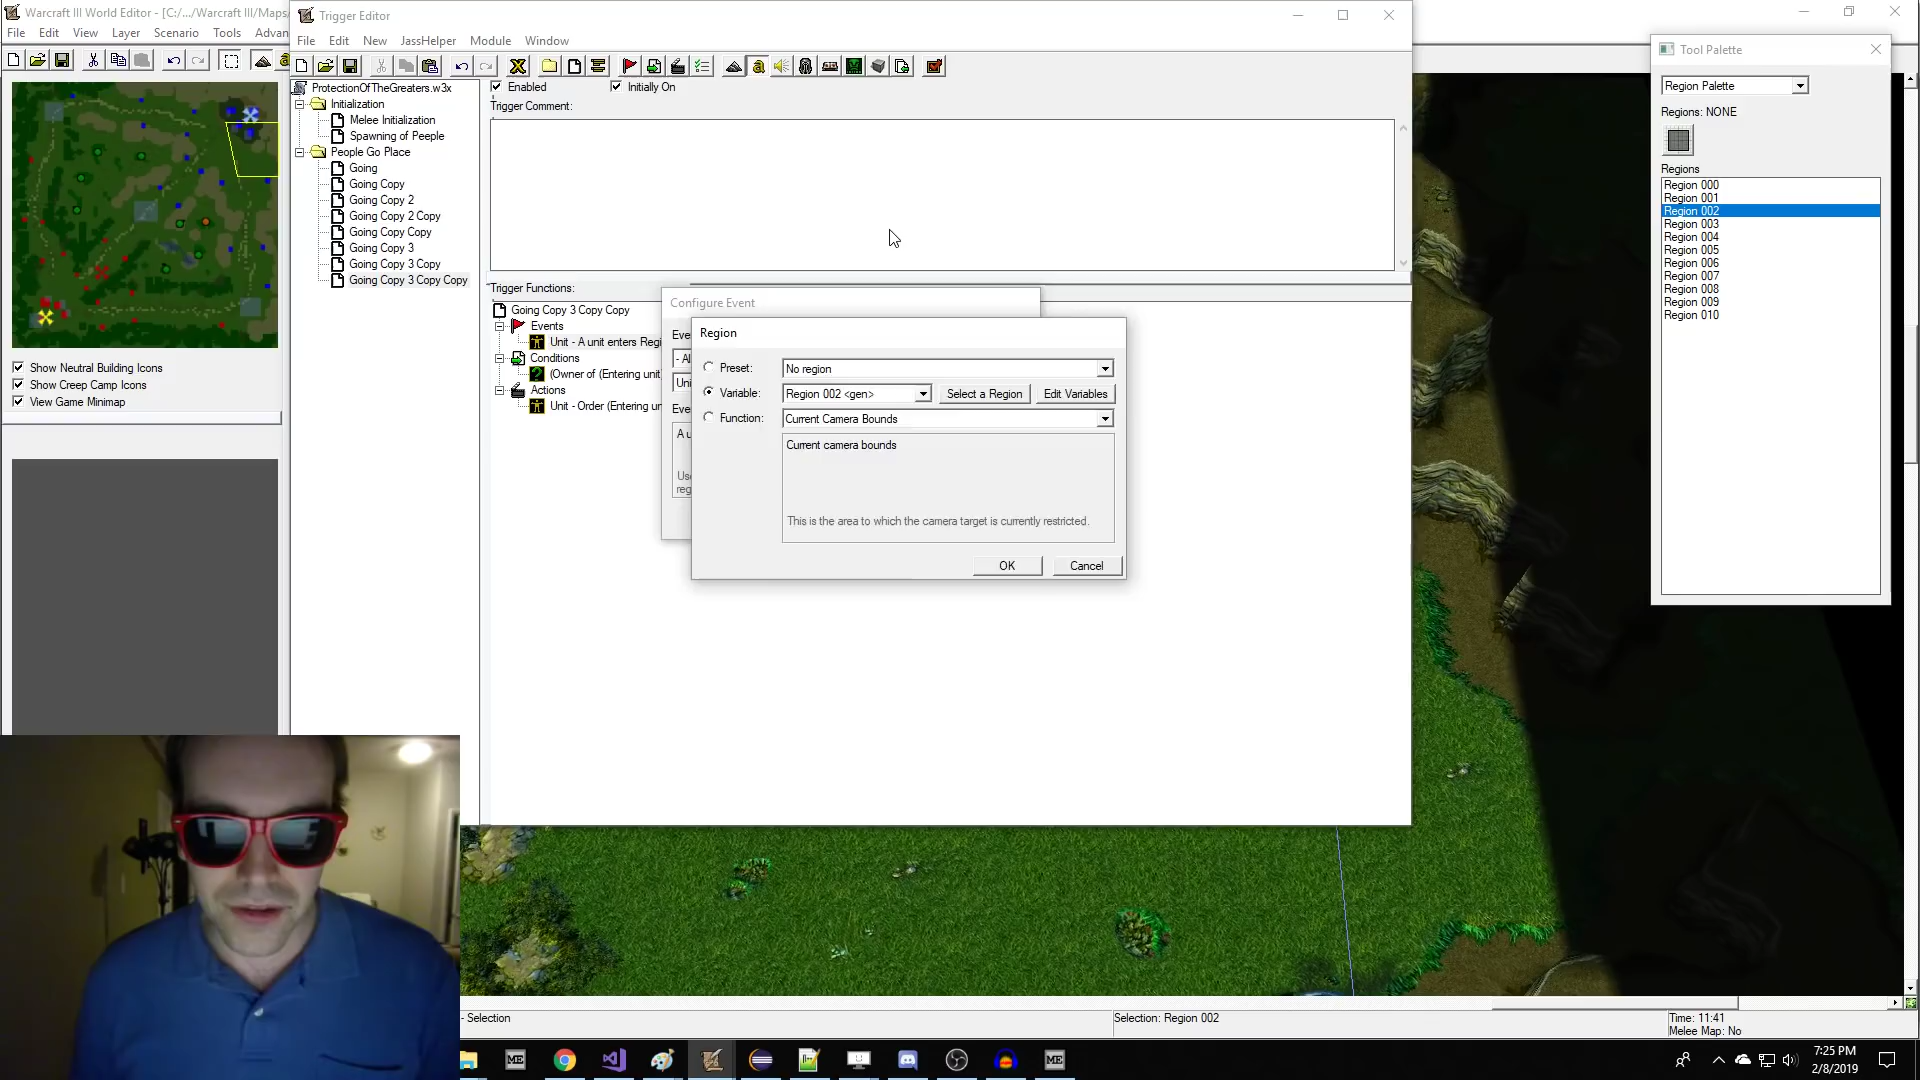 Warcraft III World Editor - [C:/.../Warcraft III/Maps/
File Edit View Layer Scenario Tools Advan
Trigger Editor
File Edit New JassHelper Module Window
ProtectionOfTheGreaters.w3x
Initialization
Melee Initialization
Spawning of Peeple
People Go Place
Going
Going Copy
Going Copy 2
Going Copy 2 Copy
Going Copy Copy
Going Copy 3
Going Copy 3 Copy
Going Copy 3 Copy Copy
Enabled
Initially On
Trigger Comment:
Trigger Functions:
Going Copy 3 Copy Copy
Events
Unit - A unit enters Regi
Conditions
(Owner of (Entering unit
Actions
Unit - Order (Entering un
Configure Event
Eve
- Al
Uni
Eve
A u
Use
reg
Region
Preset: No region
Variable: Region 002 <gen> Select a Region Edit Variables
Function: Current Camera Bounds
Current camera bounds
This is the area to which the camera target is currently restricted.
OK Cancel
Show Neutral Building Icons
Show Creep Camp Icons
View Game Minimap
Tool Palette
Region Palette
Regions: NONE
Regions
Region 000
Region 001
Region 002
Region 003
Region 004
Region 005
Region 006
Region 007
Region 008
Region 009
Region 010
- Selection
Selection: Region 002
Time: 11:41
Melee Map: No
ME
ME
7:25 PM
2/8/2019